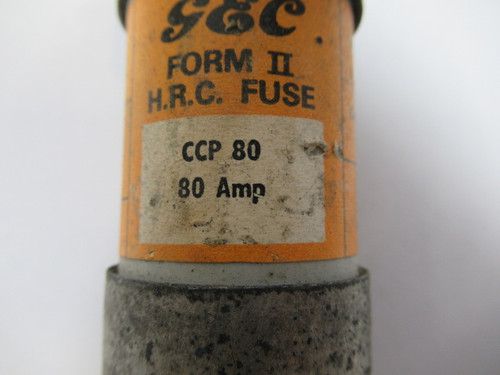 GEC
FORM II
H.R.C. FUSE
CCP 80
80 Amp